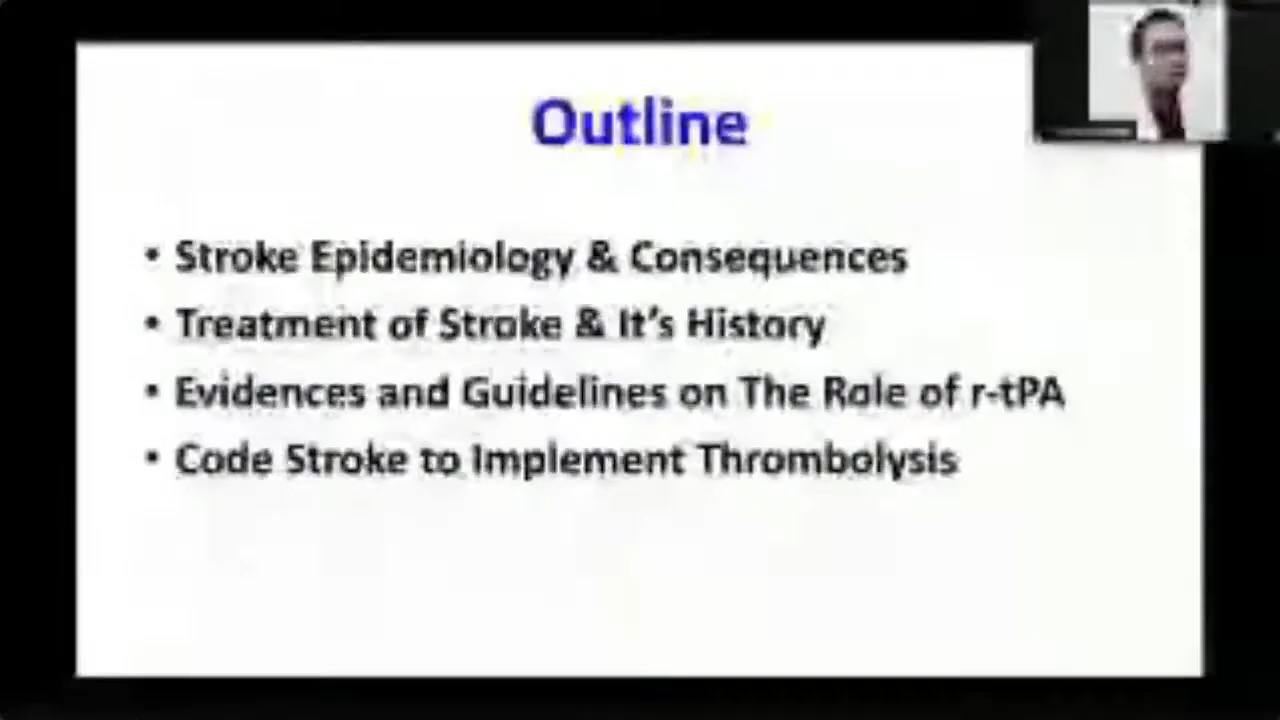 Outline
• Stroke Epidemiology & Consequences
• Treatment of Stroke & It's History
• Evidences and Guidelines on The Role of r-tPA
• Code Stroke to Implement Thrombolysis